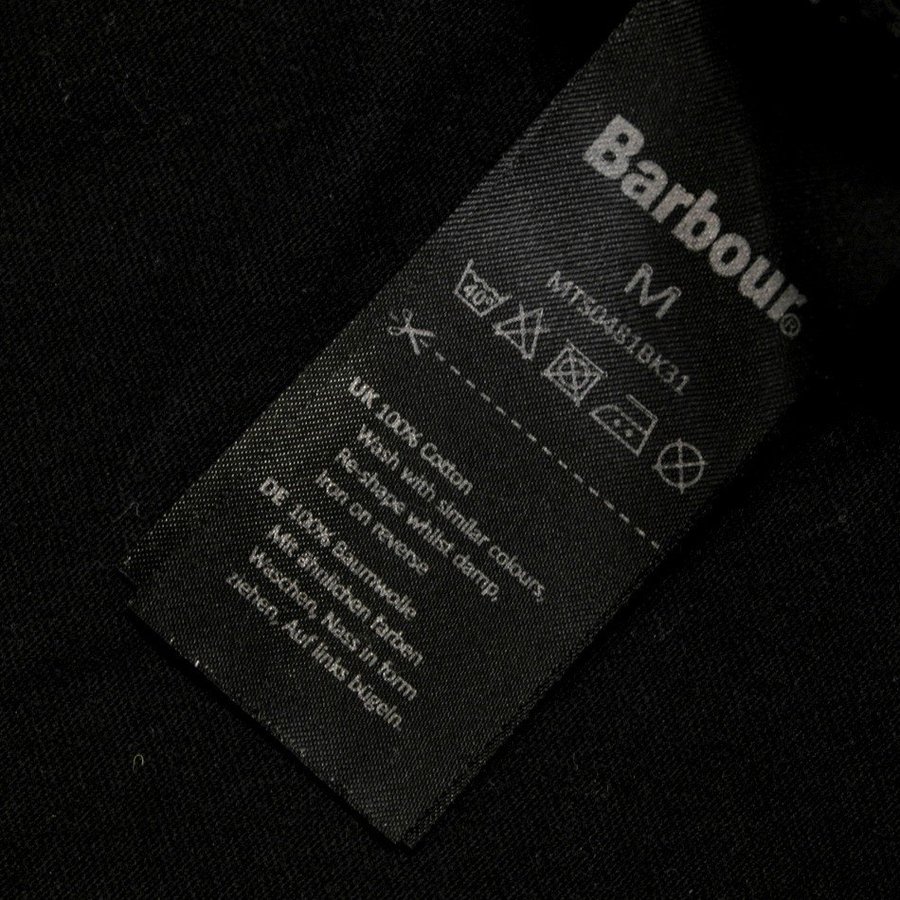 Barbour®
M
MTS0481BK31
40°
UK 100% Cotton
Wash with similar colours,
Re-shape whilst damp,
Iron on reverse
DE 100% Baumwolle
Mit ähnlichen farben
Waschen, Nass in form
ziehen, Auf links bügeln.